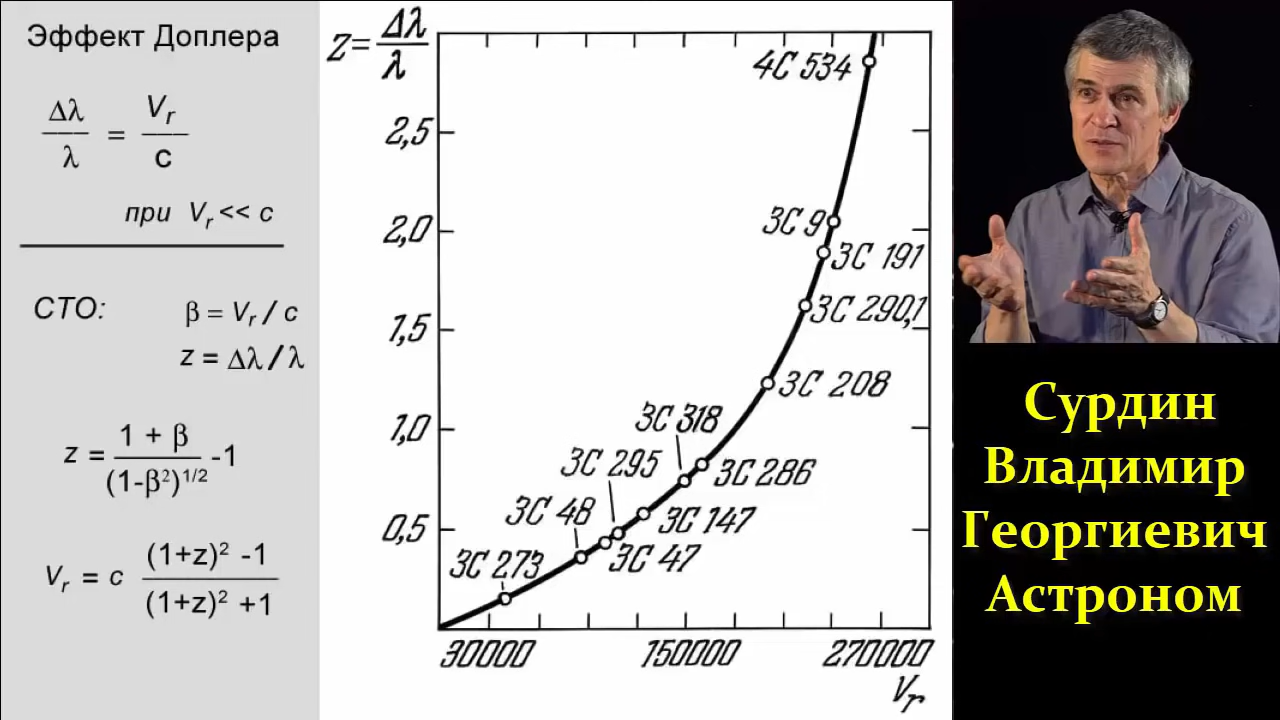 Эффект Доплера
Δλ/λ = Vr/c
при Vr << c
СТО: β = Vr / c
z = Δλ/λ
z = (1 + β)/(1-β²)^1/2 -1
Vr = c ((1+z)² -1)/((1+z)² +1)
Z = Δλ/λ
4C 534
2,5
3C 9
2,0
3C 191
3C 290,1
1,5
3C 208
3C 318
1,0
3C 295
3C 286
3C 48
3C 147
0,5
3C 47
3C 273
30000 150000 270000
Vr
Сурдин
Владимир
Георгиевич
Астроном